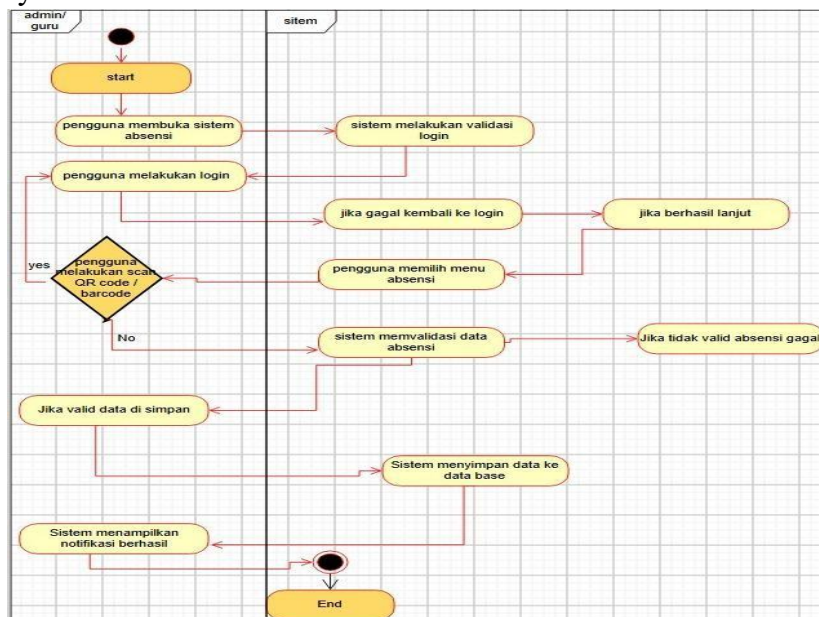 admin/
guru
sitem
start
pengguna membuka sistem
absensi
sistem melakukan validasi
login
pengguna melakukan login
jika gagal kembali ke login
jika berhasil lanjut
yes
pengguna
melakukan scan
QR code /
barcode
pengguna memilih menu
absensi
No
sistem memvalidasi data
absensi
Jika tidak valid absensi gagal
Jika valid data di simpan
Sistem menyimpan data ke
data base
Sistem menampilkan
notifikasi berhasil
End